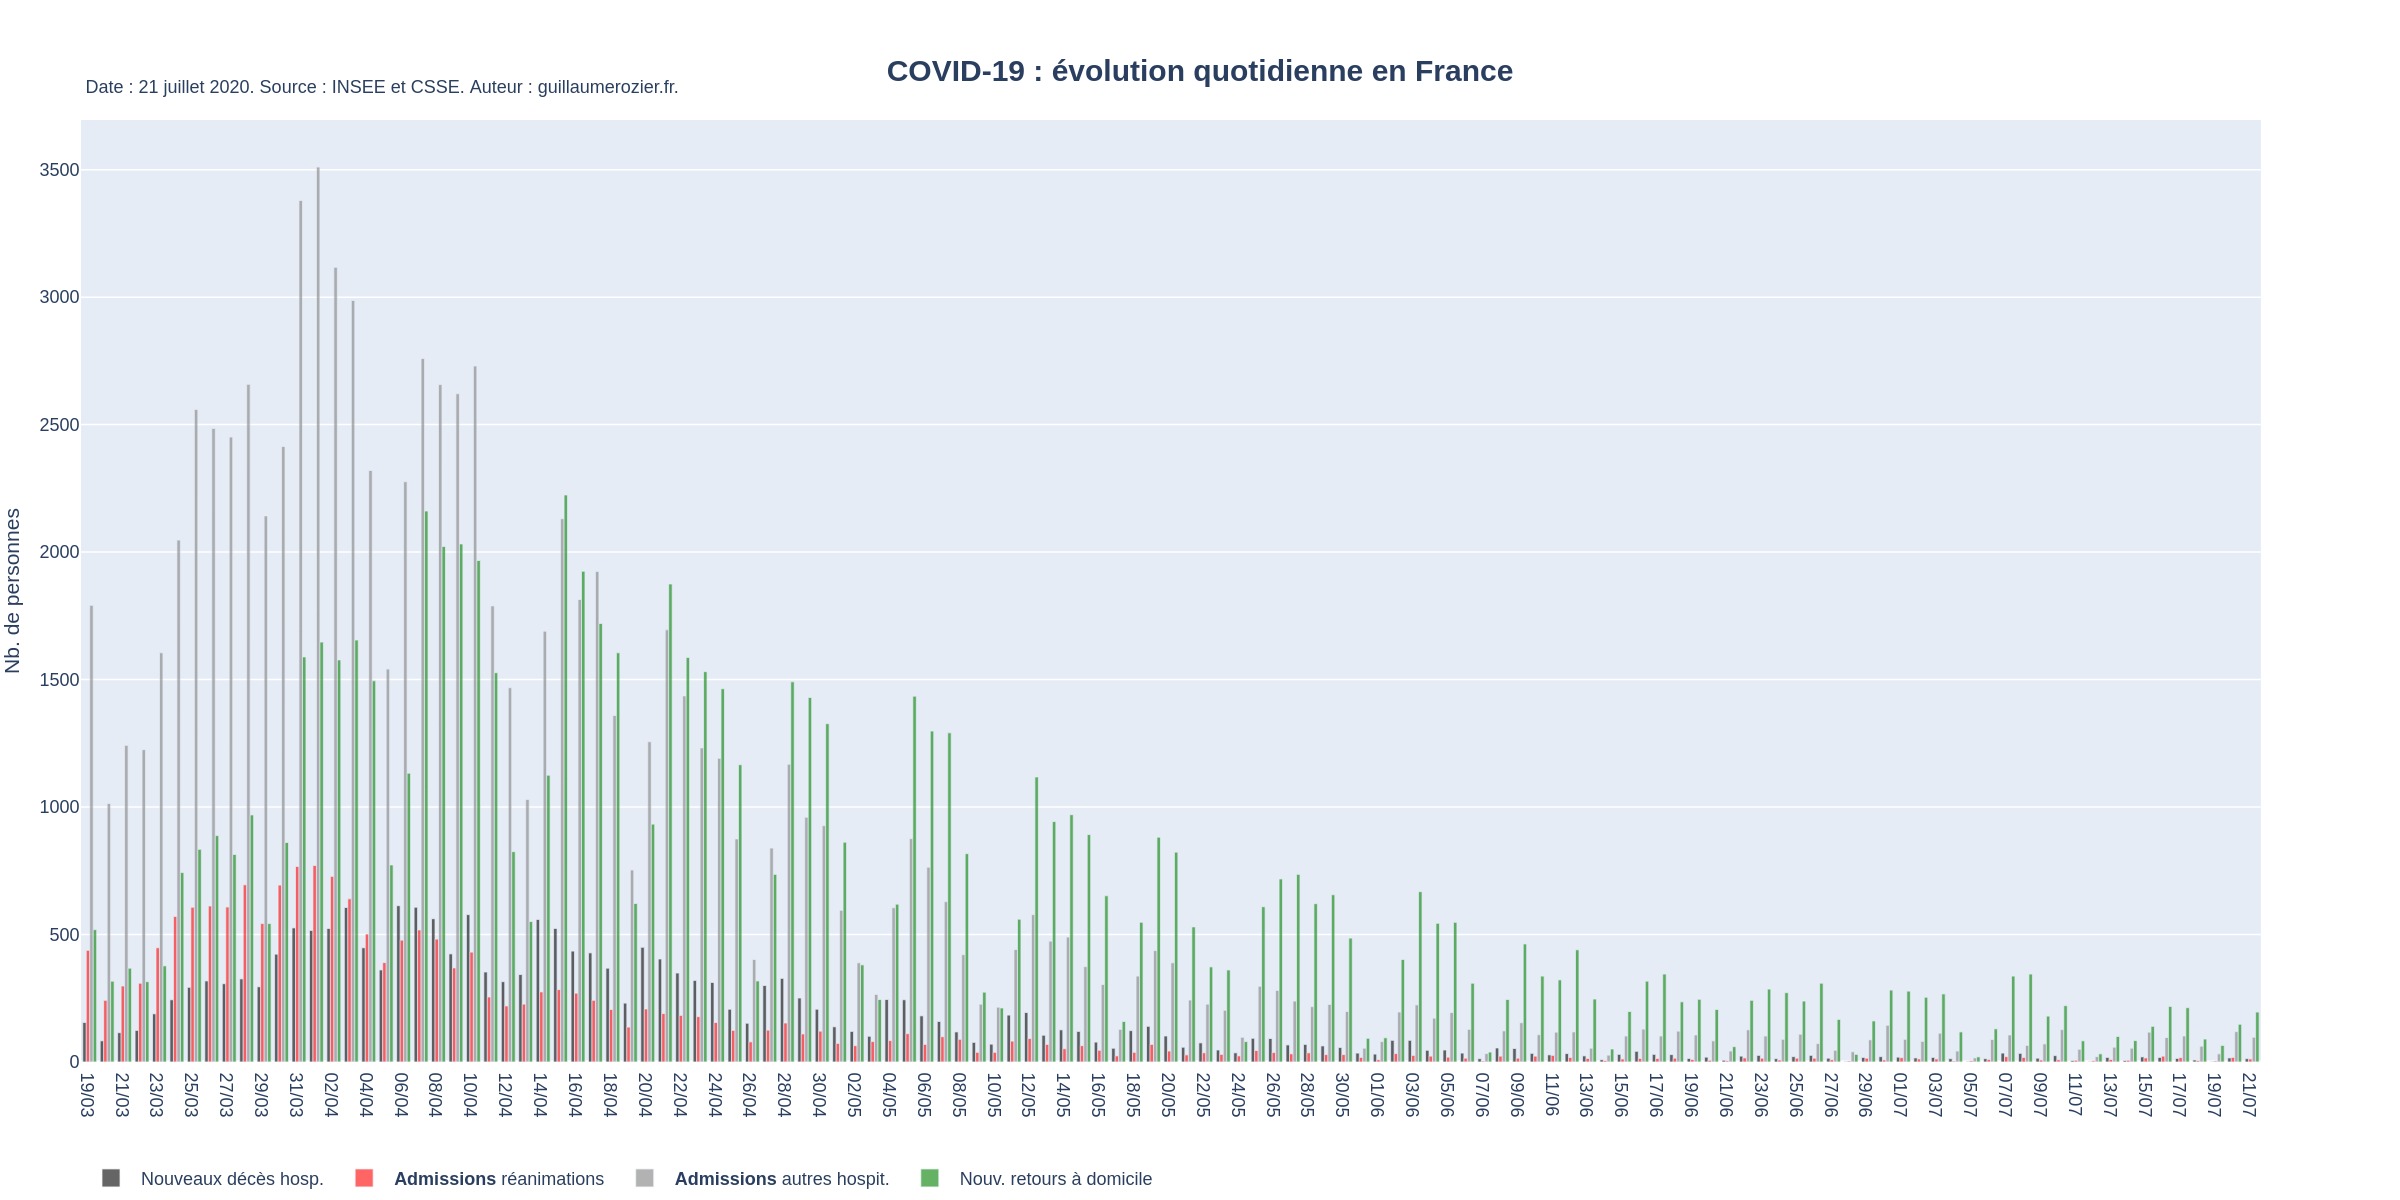 COVID-19 : évolution quotidienne en France
Date : 21 juillet 2020. Source : INSEE et CSSE. Auteur : guillaumerozier.fr.
3500
3000
2500
2000
1500
1000
500
0
Nb. de personnes
19/03 21/03 23/03 25/03 27/03 29/03 31/03 02/04 04/04 06/04 08/04 10/04 12/04 14/04 16/04 18/04 20/04 22/04 24/04 26/04 28/04 30/04 02/05 04/05 06/05 08/05 10/05 12/05 14/05 16/05 18/05 20/05 22/05 24/05 26/05 28/05 30/05 01/06 03/06 05/06 07/06 09/06 11/06 13/06 15/06 17/06 19/06 21/06 23/06 25/06 27/06 29/06 01/07 03/07 05/07 07/07 09/07 11/07 13/07 15/07 17/07 19/07 21/07
Nouveaux décès hosp. Admissions réanimations Admissions autres hospit. Nouv. retours à domicile